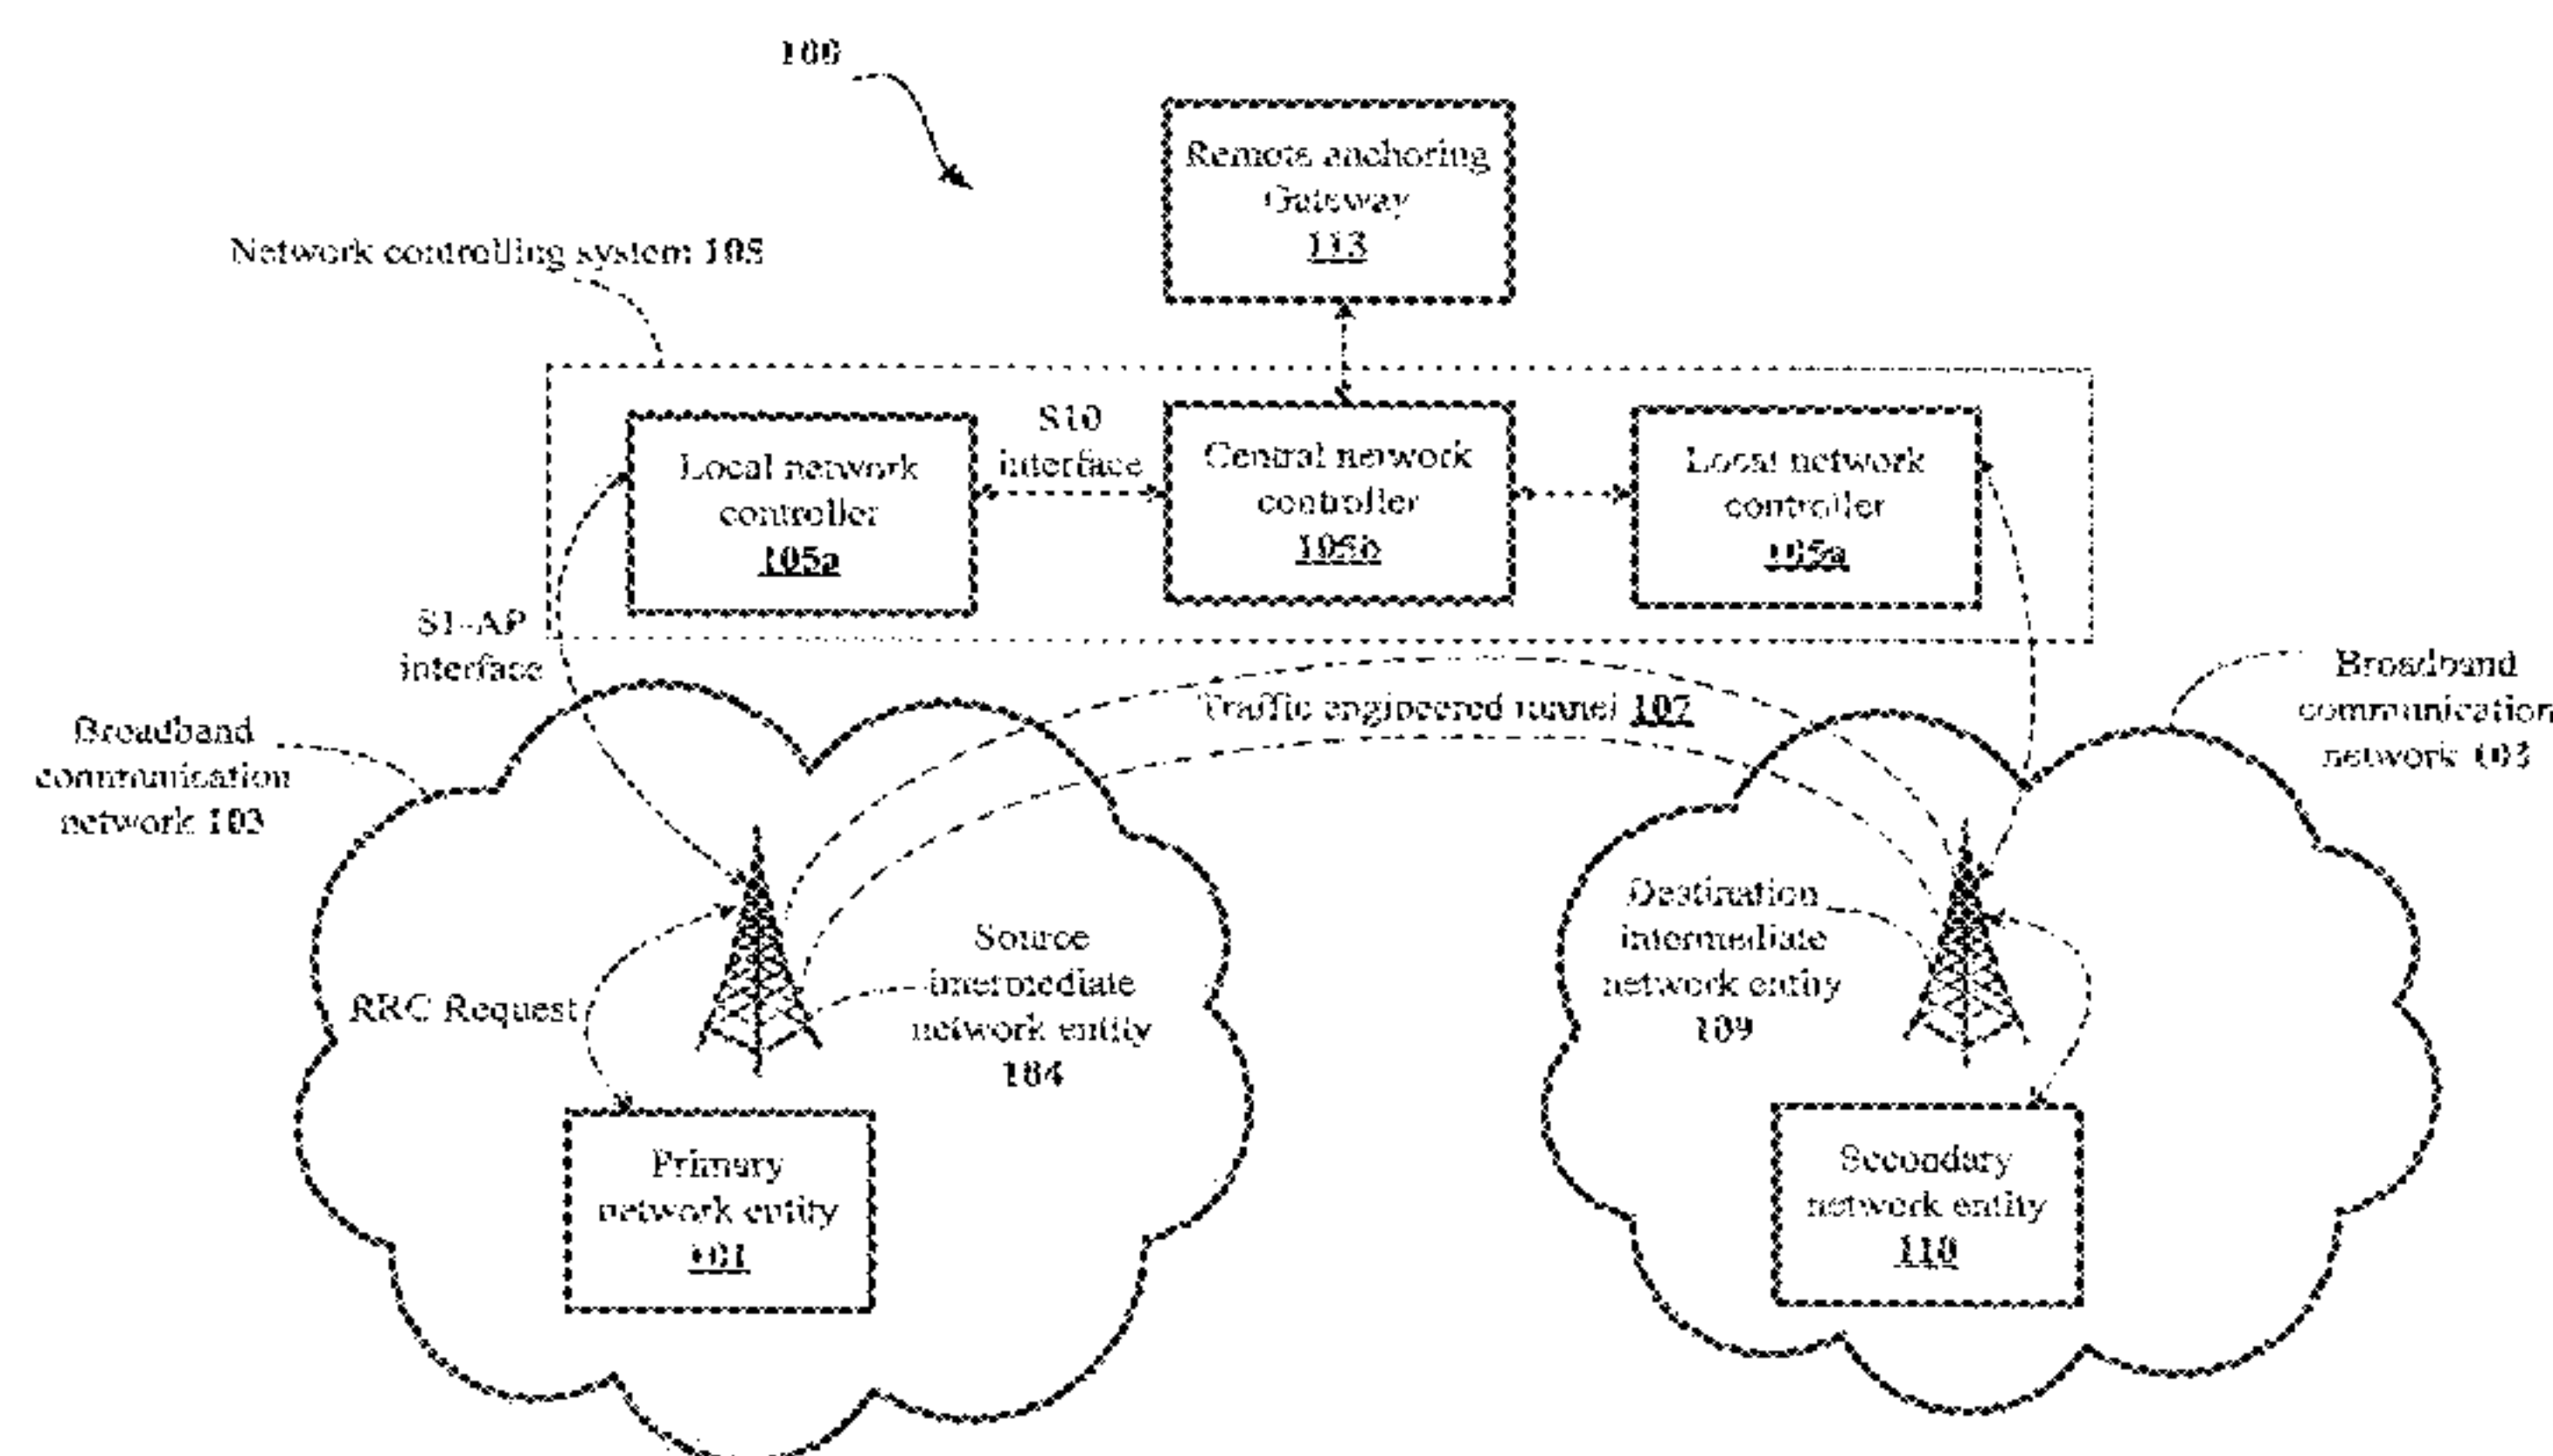 100
Remote anchoring
Gateway
113
Network controlling system 105
Local network
controller
105a
S10
interface
Central network
controller
105b
Local network
controller
105a
S1-AP
interface
Broadband
communication
network 103
Traffic engineered tunnel 107
Broadband
communication
network 103
RRC Request
Source
intermediate
network entity
104
Destination
intermediate
network entity
109
Primary
network entity
101
Secondary
network entity
110